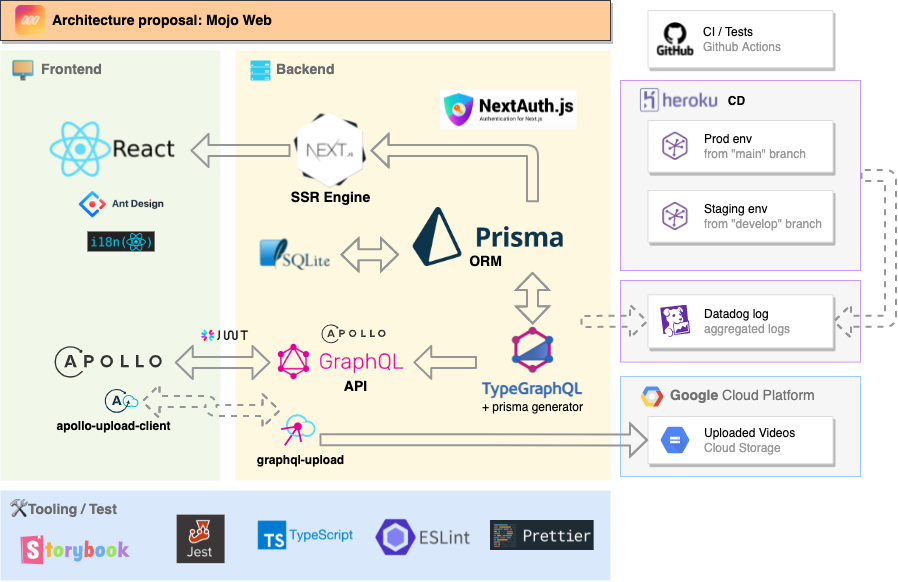 Architecture proposal: Mojo Web
Frontend
React
Ant Design
i18n(
)
APOLLO
apollo-upload-client
JWT
Backend
NextAuth.js
Authentication for Next.js
NEXT.js
SSR Engine
SQLite
Prisma
ORM
APOLLO
GraphQL
API
TypeGraphQL
+ prisma generator
graphql-upload
GitHub
CI / Tests
Github Actions
heroku CD
Prod env
from "main" branch
Staging env
from "develop" branch
Datadog log
aggregated logs
Google Cloud Platform
Uploaded Videos
Cloud Storage
Tooling / Test
Storybook
Jest
TS TypeScript
ESLint
Prettier